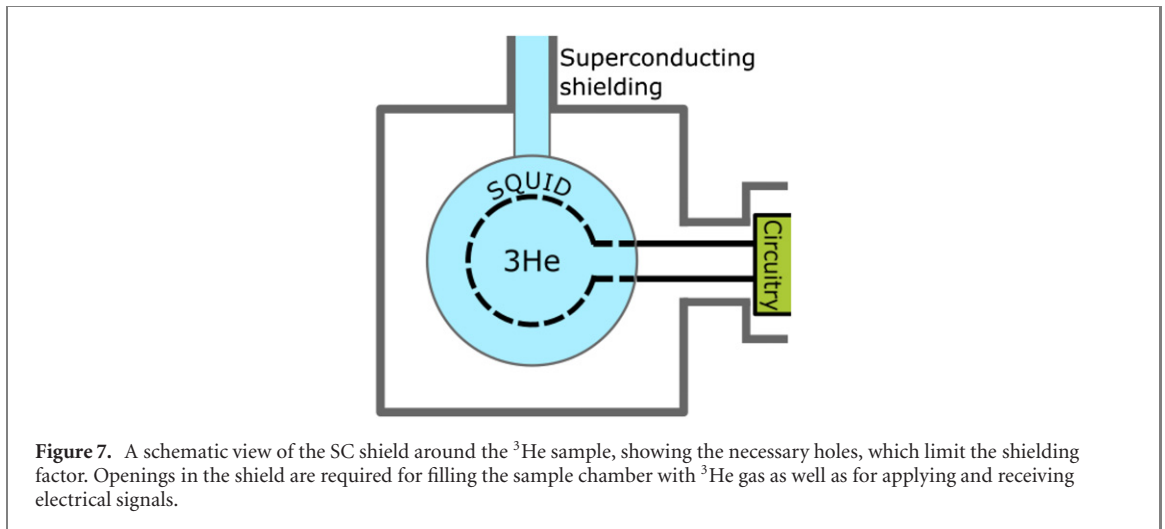 Superconducting
shielding
SQUID
3He
Circuitry
Figure 7. A schematic view of the SC shield around the ³He sample, showing the necessary holes, which limit the shielding
factor. Openings in the shield are required for filling the sample chamber with ³He gas as well as for applying and receiving
electrical signals.